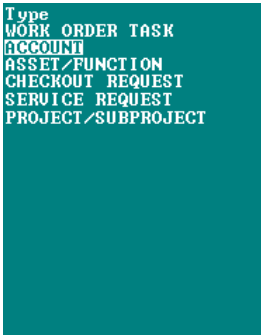 Type
WORK ORDER TASK
ACCOUNT
ASSET/FUNCTION
CHECKOUT REQUEST
SERVICE REQUEST
PROJECT/SUBPROJECT